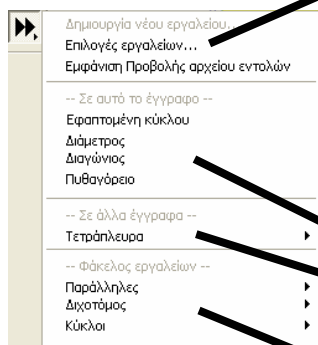 Δημιουργία νέου εργαλείου...
Επιλογές εργαλείων...
Εμφάνιση Προβολής αρχείου εντολών
-- Σε αυτό το έγγραφο --
Εφαπτομένη κύκλου
Διάμετρος
Διαγώνιος
Πυθαγόρειο
-- Σε άλλα έγγραφα --
Τετράπλευρα
-- Φάκελος εργαλείων --
Παράλληλες
Διχοτόμος
Κύκλοι